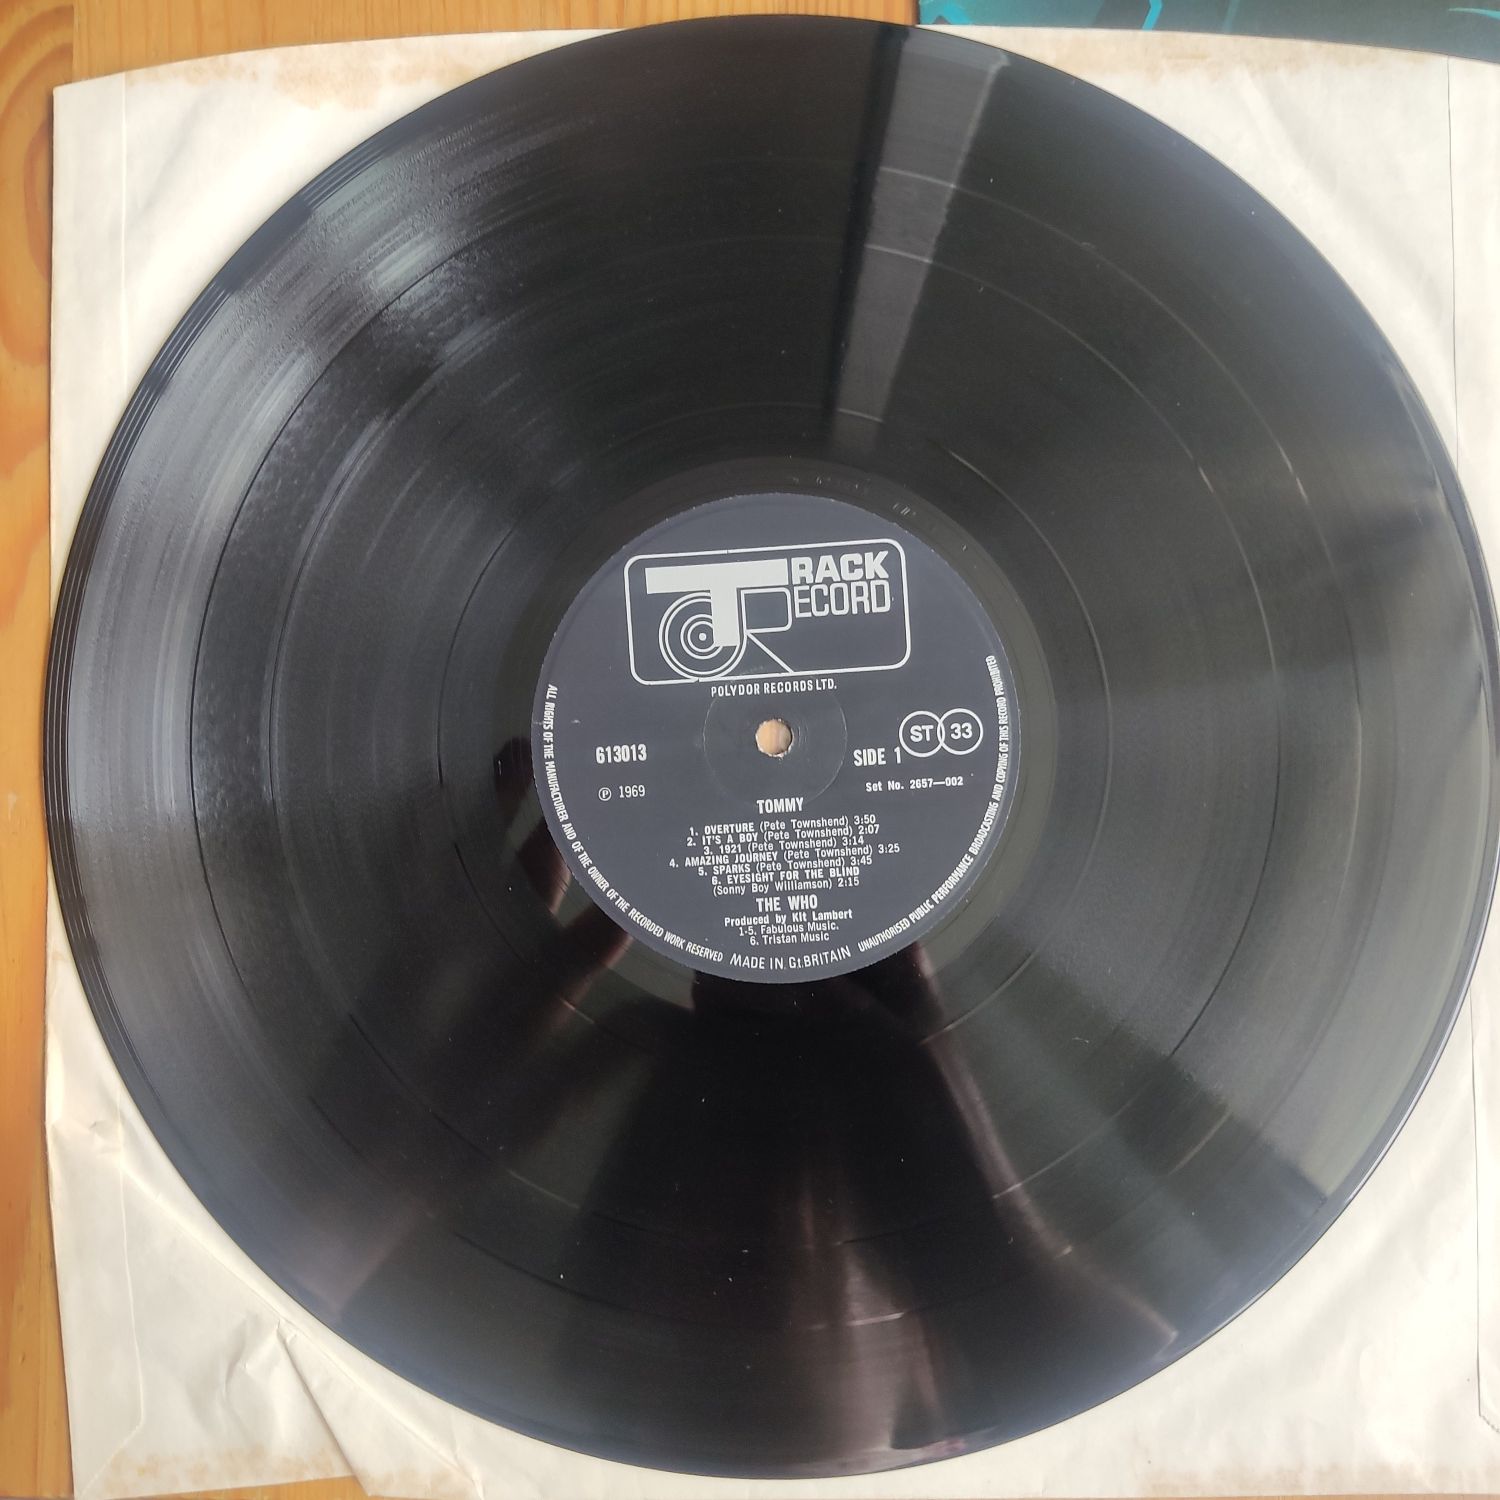 TRACK
RECORD
POLYDOR RECORDS LTD.
613013
SIDE 1
ST 33
℗ 1969
Set No. 2657—002
TOMMY
1. OVERTURE (Pete Townshend) 3:50
2. IT'S A BOY (Pete Townshend) 2:07
3. 1921 (Pete Townshend) 3:14
4. AMAZING JOURNEY (Pete Townshend) 3:25
5. SPARKS (Pete Townshend) 3:45
6. EYESIGHT FOR THE BLIND
(Sonny Boy Williamson) 2:15
THE WHO
Produced by Kit Lambert
1-5. Fabulous Music.
6. Tristan Music
ALL RIGHTS OF THE MANUFACTURER AND OF THE OWNER OF THE RECORDED WORK RESERVED
MADE IN Gt. BRITAIN
UNAUTHORISED PUBLIC PERFORMANCE BROADCASTING AND COPYING OF THIS RECORD PROHIBITED